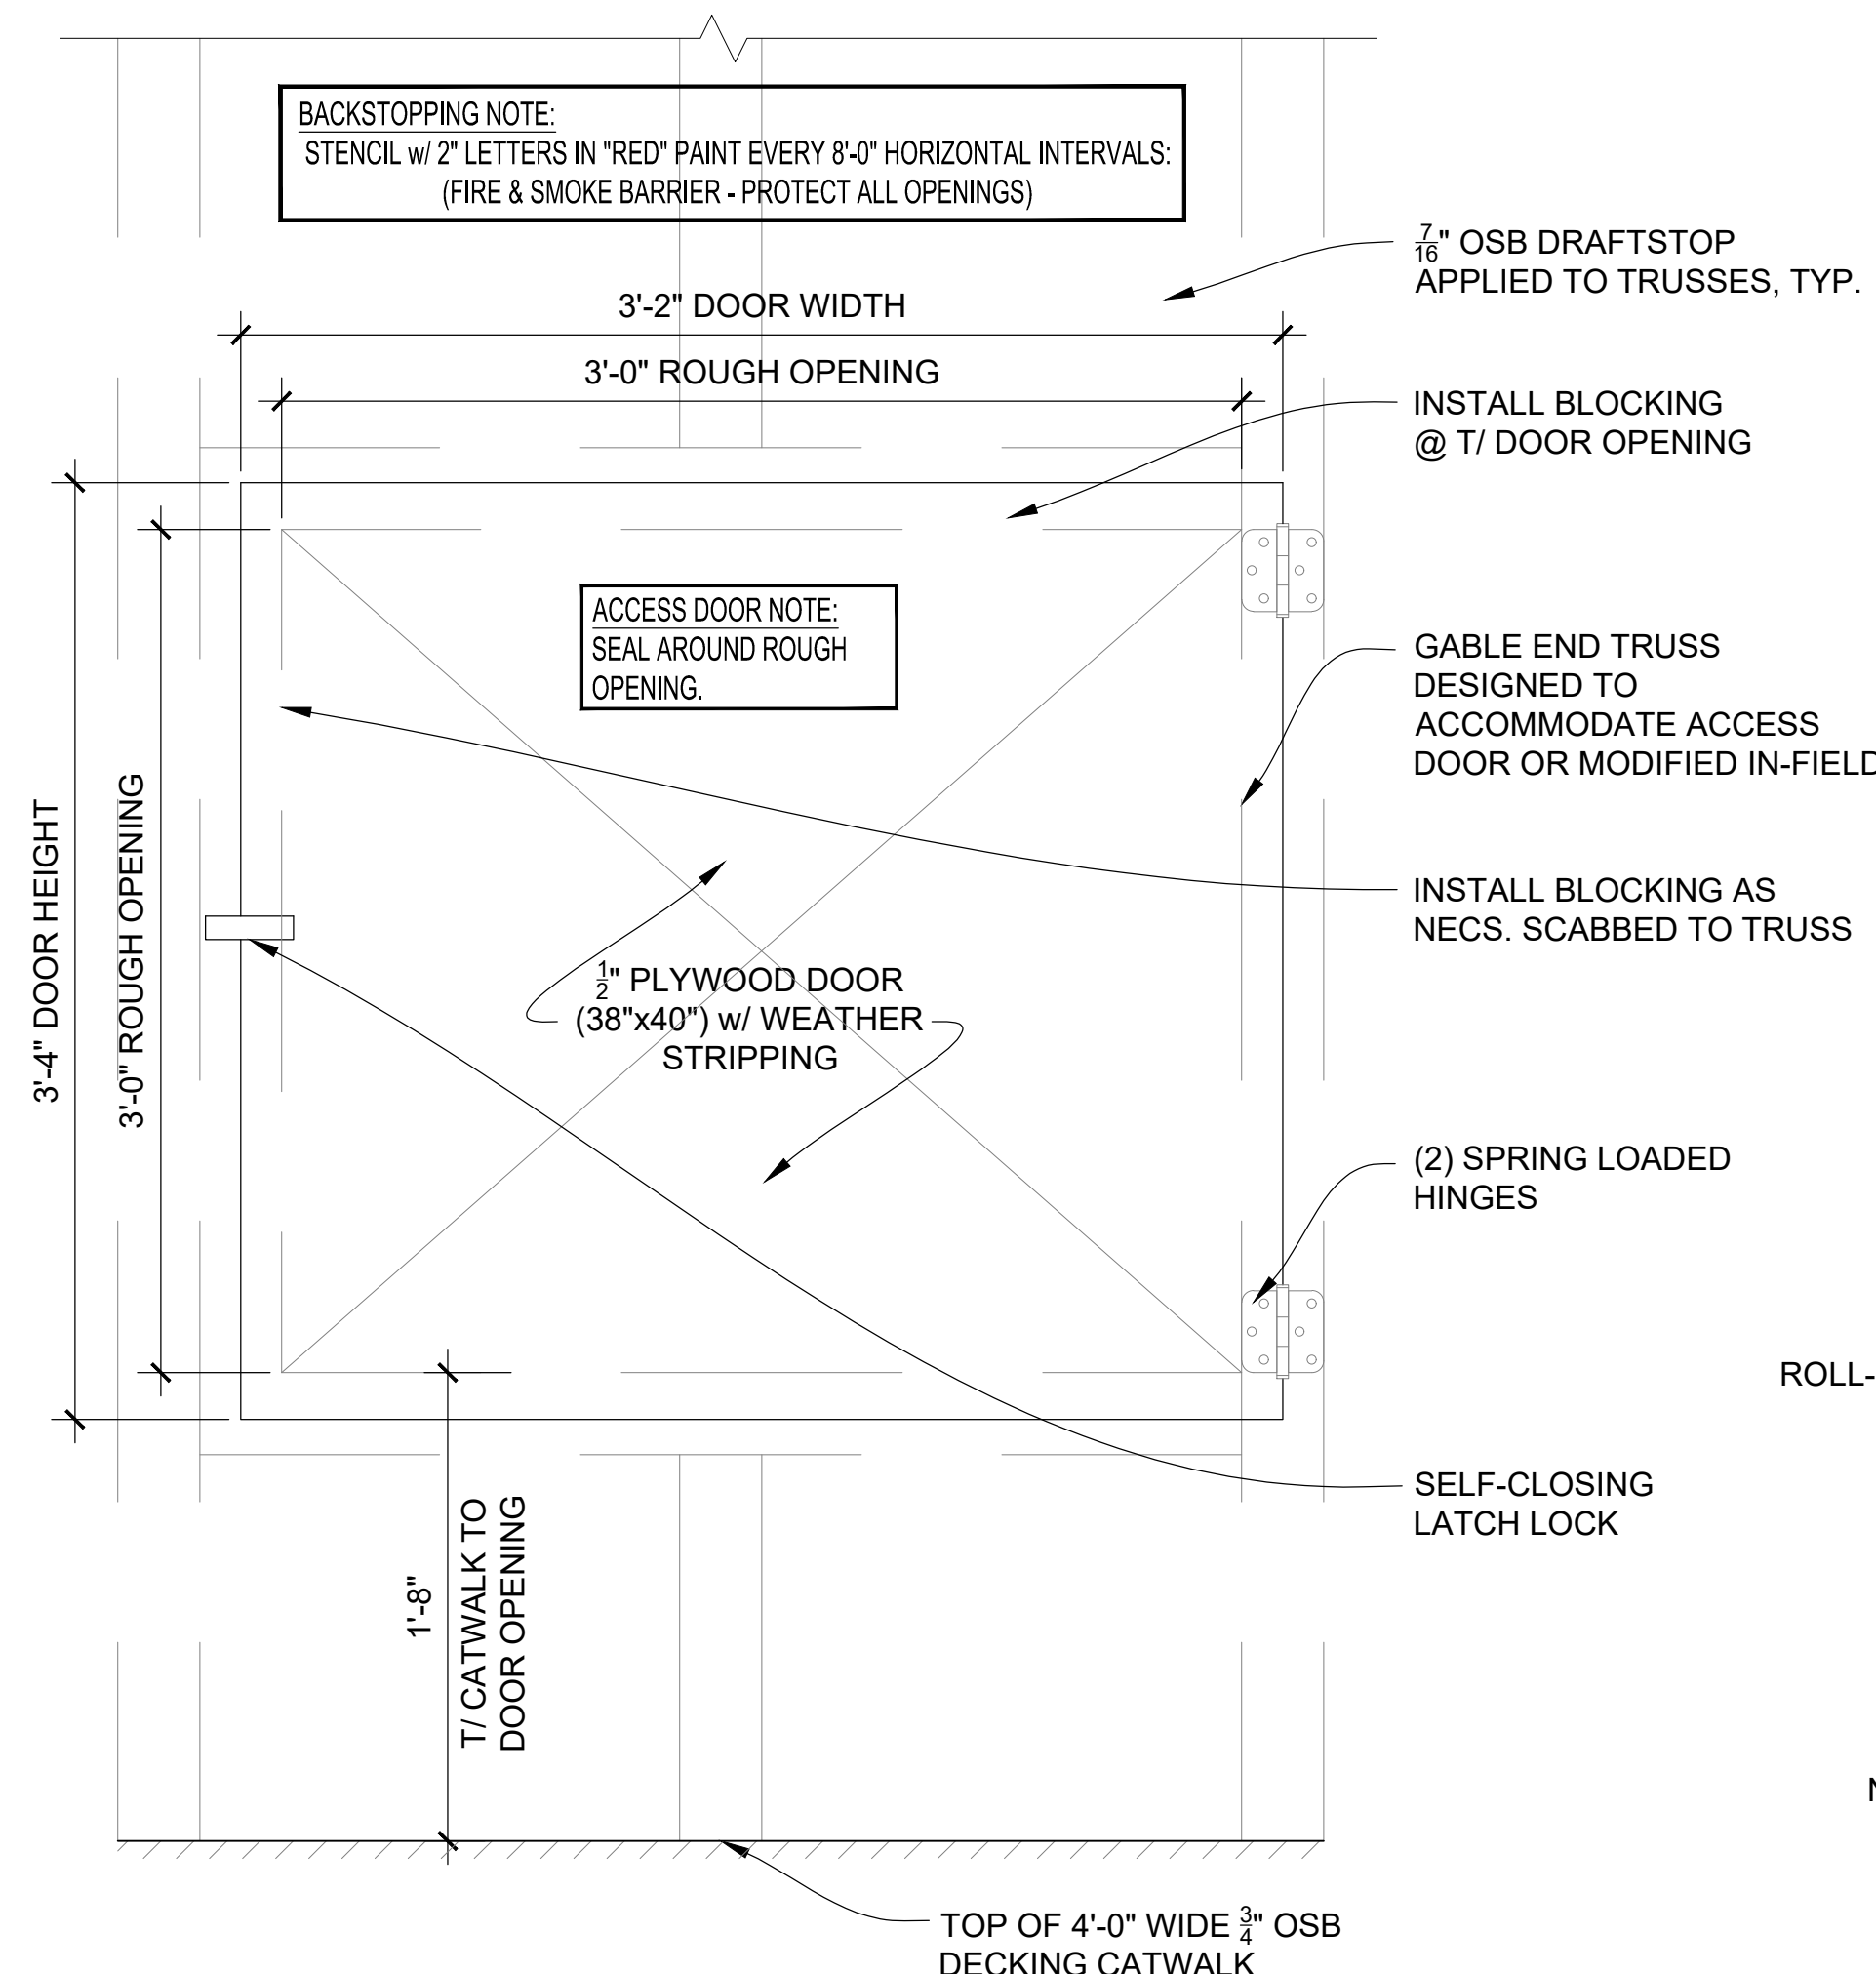 BACKSTOPPING NOTE:
STENCIL w/ 2" LETTERS IN "RED" PAINT EVERY 8'-0" HORIZONTAL INTERVALS:
(FIRE & SMOKE BARRIER - PROTECT ALL OPENINGS)
7/16" OSB DRAFTSTOP
APPLIED TO TRUSSES, TYP.
3'-2" DOOR WIDTH
3'-0" ROUGH OPENING
INSTALL BLOCKING
@ T/ DOOR OPENING
ACCESS DOOR NOTE:
SEAL AROUND ROUGH
OPENING.
GABLE END TRUSS
DESIGNED TO
ACCOMMODATE ACCESS
DOOR OR MODIFIED IN-FIELD
3'-4" DOOR HEIGHT
3'-0" ROUGH OPENING
INSTALL BLOCKING AS
NECS. SCABBED TO TRUSS
1/2" PLYWOOD DOOR
(38"x40") w/ WEATHER
STRIPPING
(2) SPRING LOADED
HINGES
ROLL-
SELF-CLOSING
LATCH LOCK
1'-8"
T/ CATWALK TO
DOOR OPENING
TOP OF 4'-0" WIDE 3/4" OSB
DECKING CATWALK